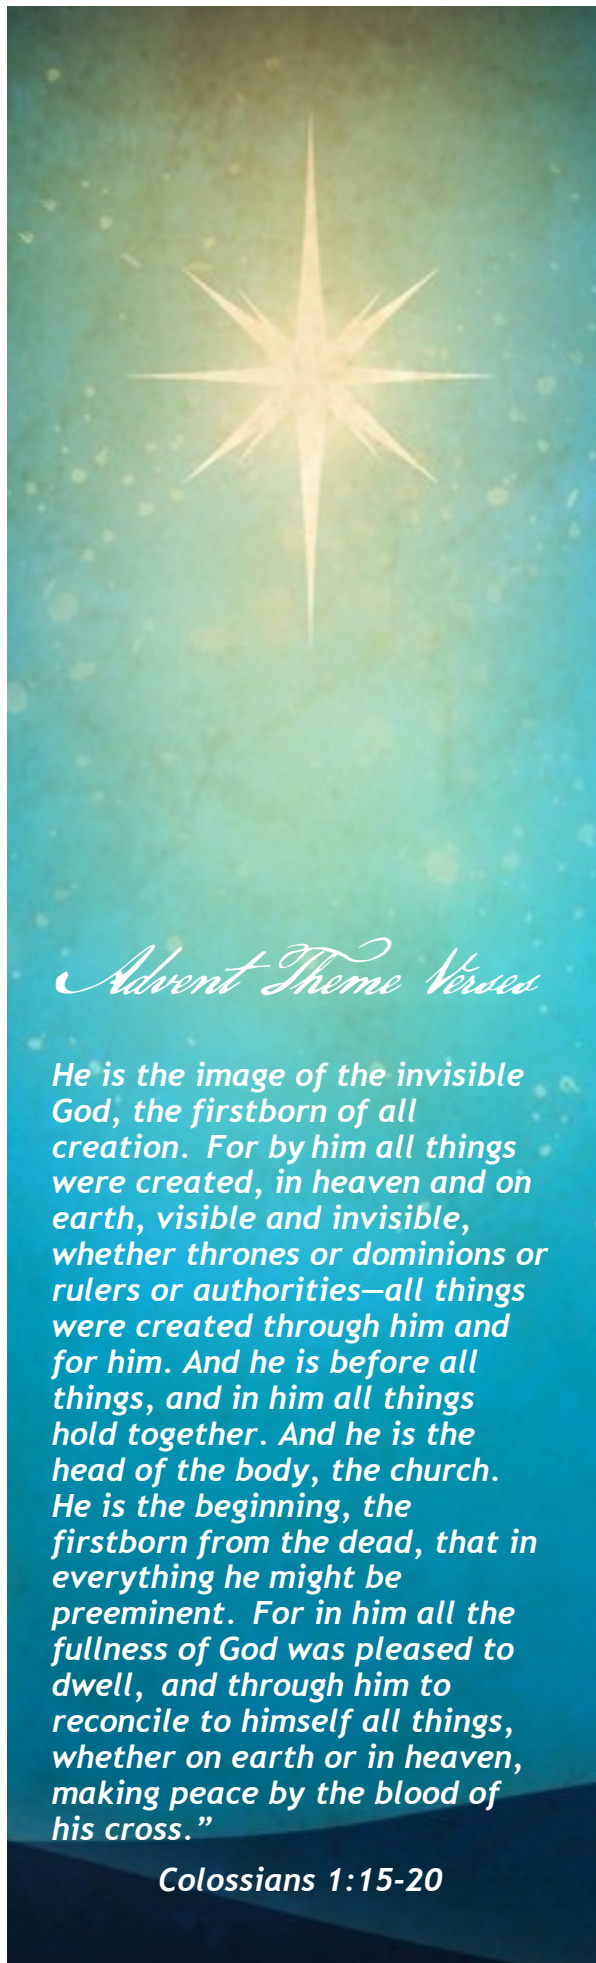 Advent Theme Verses
He is the image of the invisible
God, the firstborn of all
creation.  For by him all things
were created, in heaven and on
earth, visible and invisible,
whether thrones or dominions or
rulers or authorities—all things
were created through him and
for him. And he is before all
things, and in him all things
hold together. And he is the
head of the body, the church.
He is the beginning, the
firstborn from the dead, that in
everything he might be
preeminent.  For in him all the
fullness of God was pleased to
dwell,  and through him to
reconcile to himself all things,
whether on earth or in heaven,
making peace by the blood of
his cross.”
Colossians 1:15-20